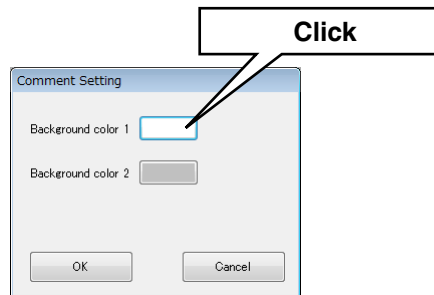 Click
Comment Setting
Background color 1
Background color 2
OK
Cancel